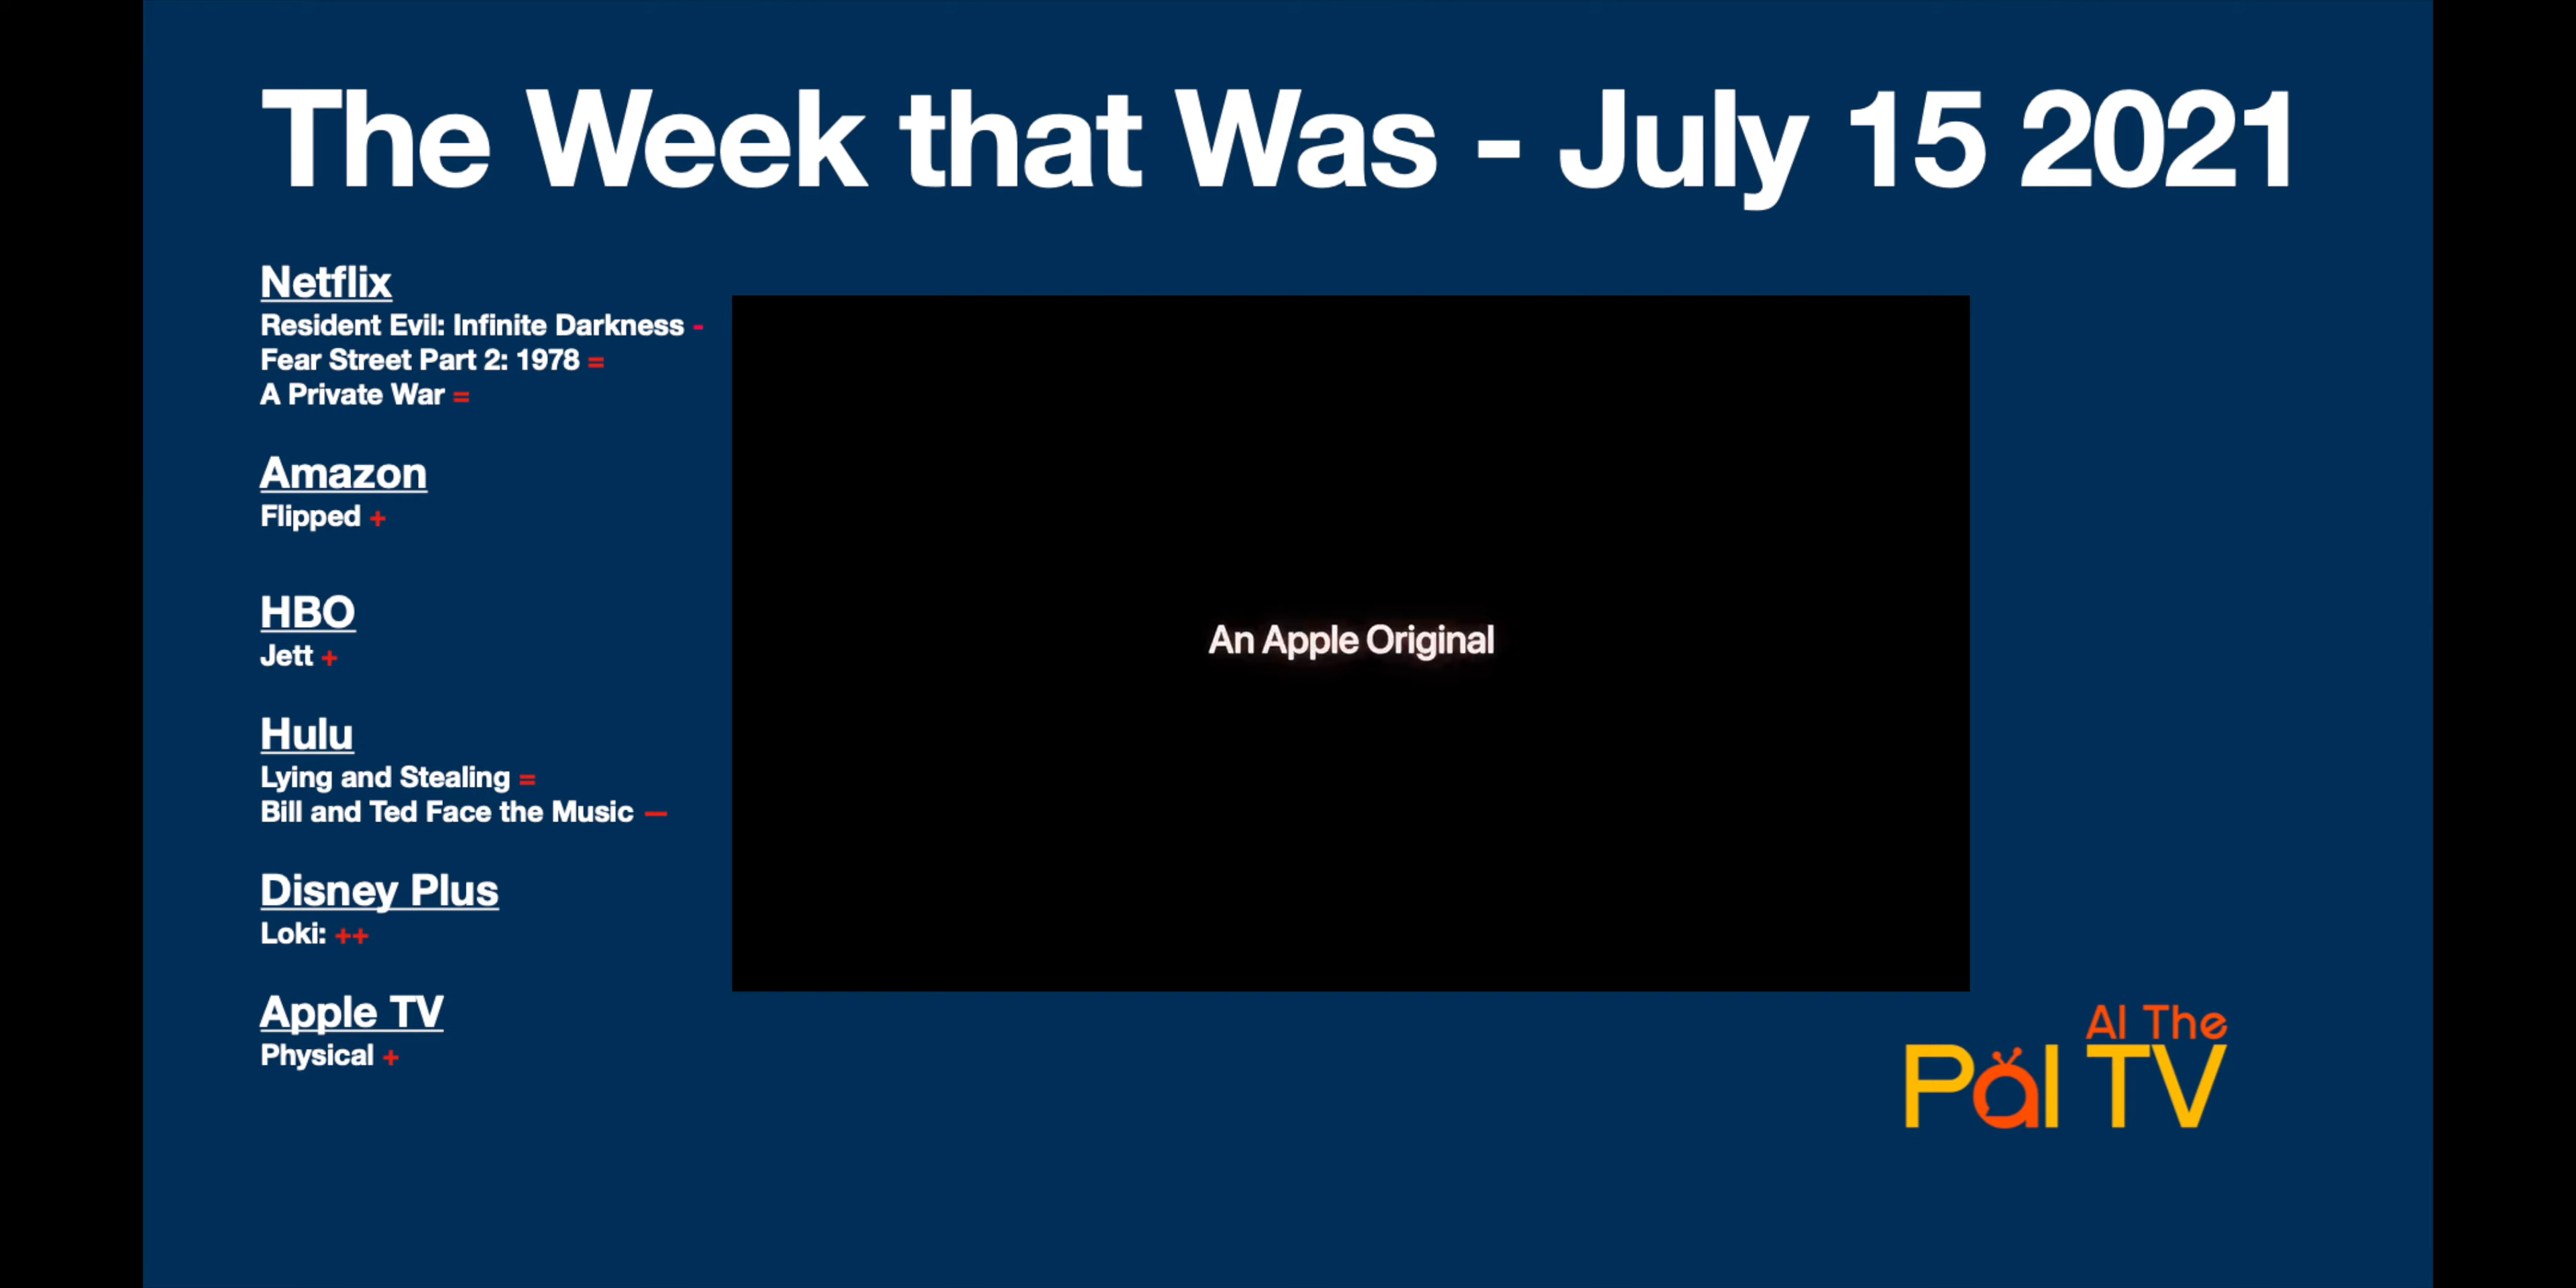 The Week that Was - July 15 2021
Netflix
Resident Evil: Infinite Darkness -
Fear Street Part 2: 1978 =
A Private War =
Amazon
Flipped +
HBO
Jett +
Hulu
Lying and Stealing =
Bill and Ted Face the Music —
Disney Plus
Loki: ++
Apple TV
Physical +
An Apple Original
Al The
Pal TV